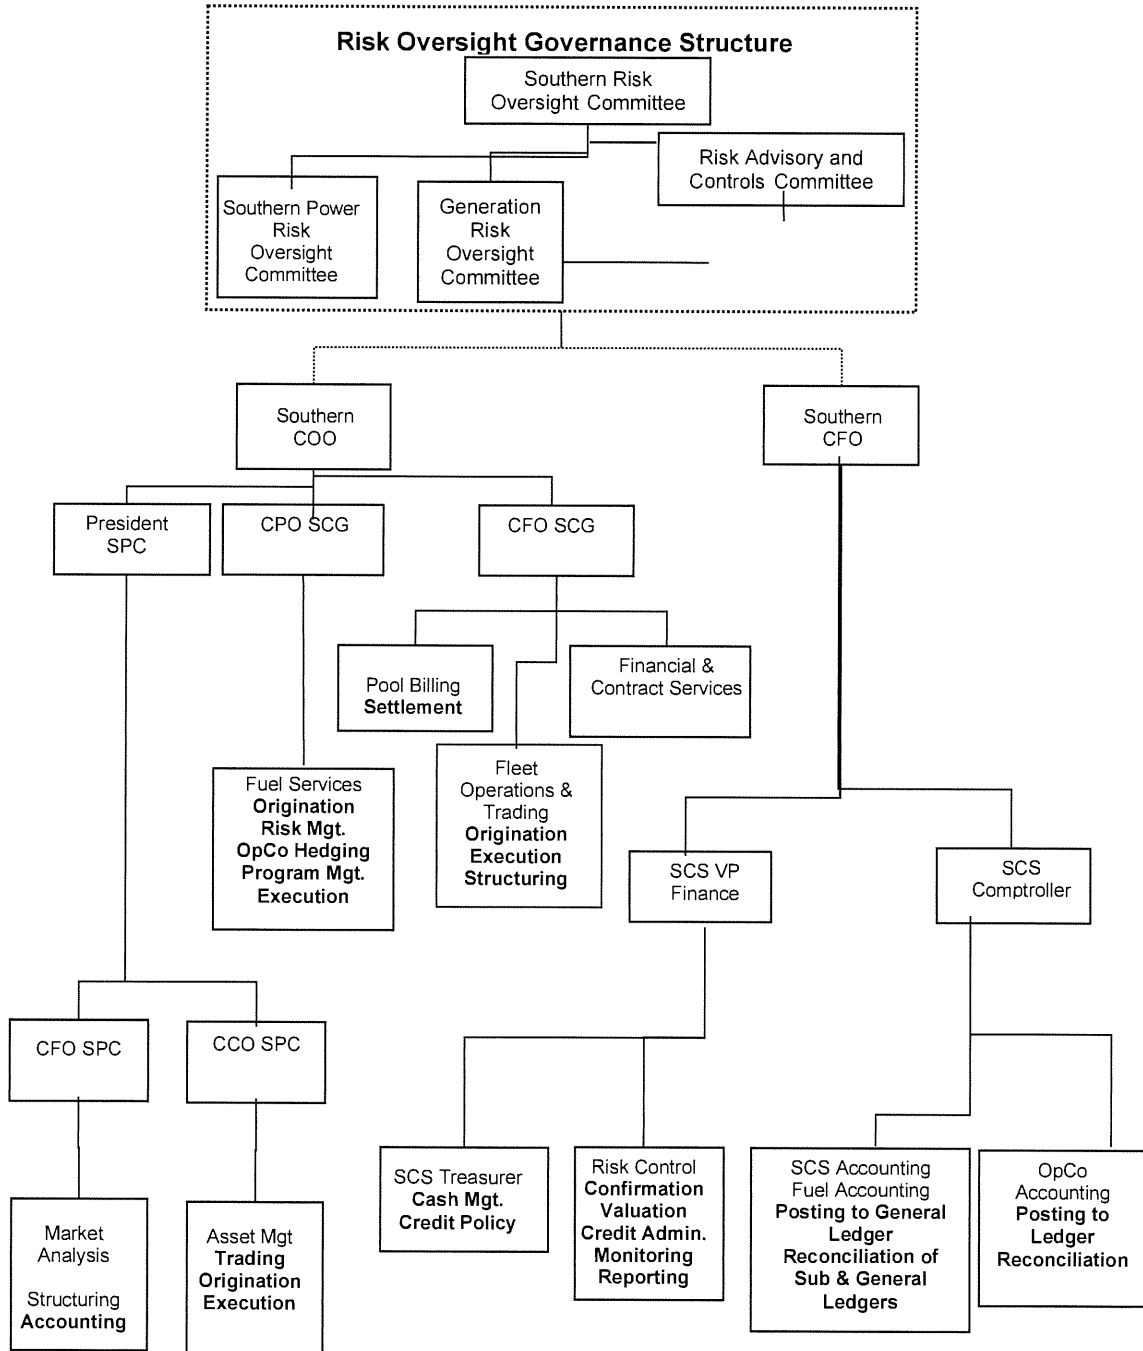 Risk Oversight Governance Structure
Southern Risk
Oversight Committee
Risk Advisory and
Controls Committee
Southern Power
Risk
Oversight
Committee
Generation
Risk
Oversight
Committee
Southern
COO
Southern
CFO
President
SPC
CPO SCG
CFO SCG
Pool Billing
Settlement
Financial &
Contract Services
Fuel Services
Origination
Risk Mgt.
OpCo Hedging
Program Mgt.
Execution
Fleet
Operations &
Trading
Origination
Execution
Structuring
SCS VP
Finance
SCS
Comptroller
CFO SPC
CCO SPC
SCS Treasurer
Cash Mgt.
Credit Policy
Risk Control
Confirmation
Valuation
Credit Admin.
Monitoring
Reporting
SCS Accounting
Fuel Accounting
Posting to General
Ledger
Reconciliation of
Sub & General
Ledgers
OpCo
Accounting
Posting to
Ledger
Reconciliation
Market
Analysis
Structuring
Accounting
Asset Mgt
Trading
Origination
Execution